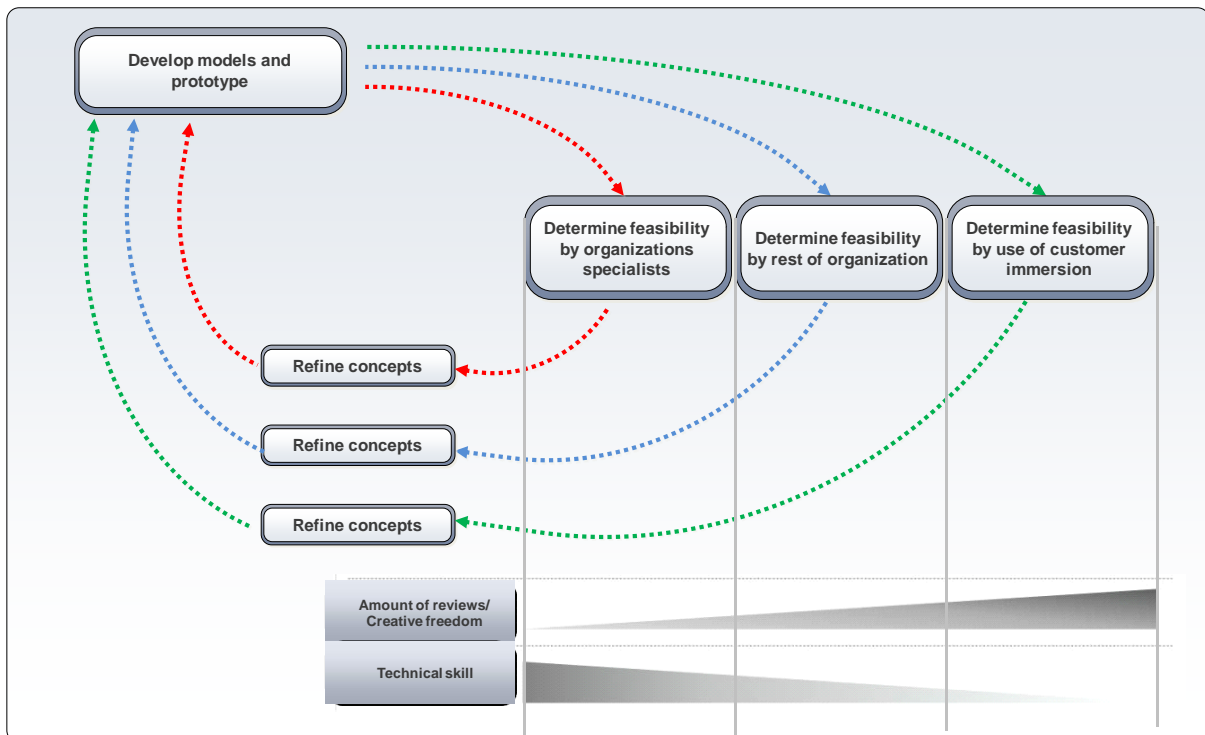 Develop models and
prototype
Determine feasibility
by organizations
specialists
Determine feasibility
by rest of organization
Determine feasibility
by use of customer
immersion
Refine concepts
Refine concepts
Refine concepts
Amount of reviews/
Creative freedom
Technical skill